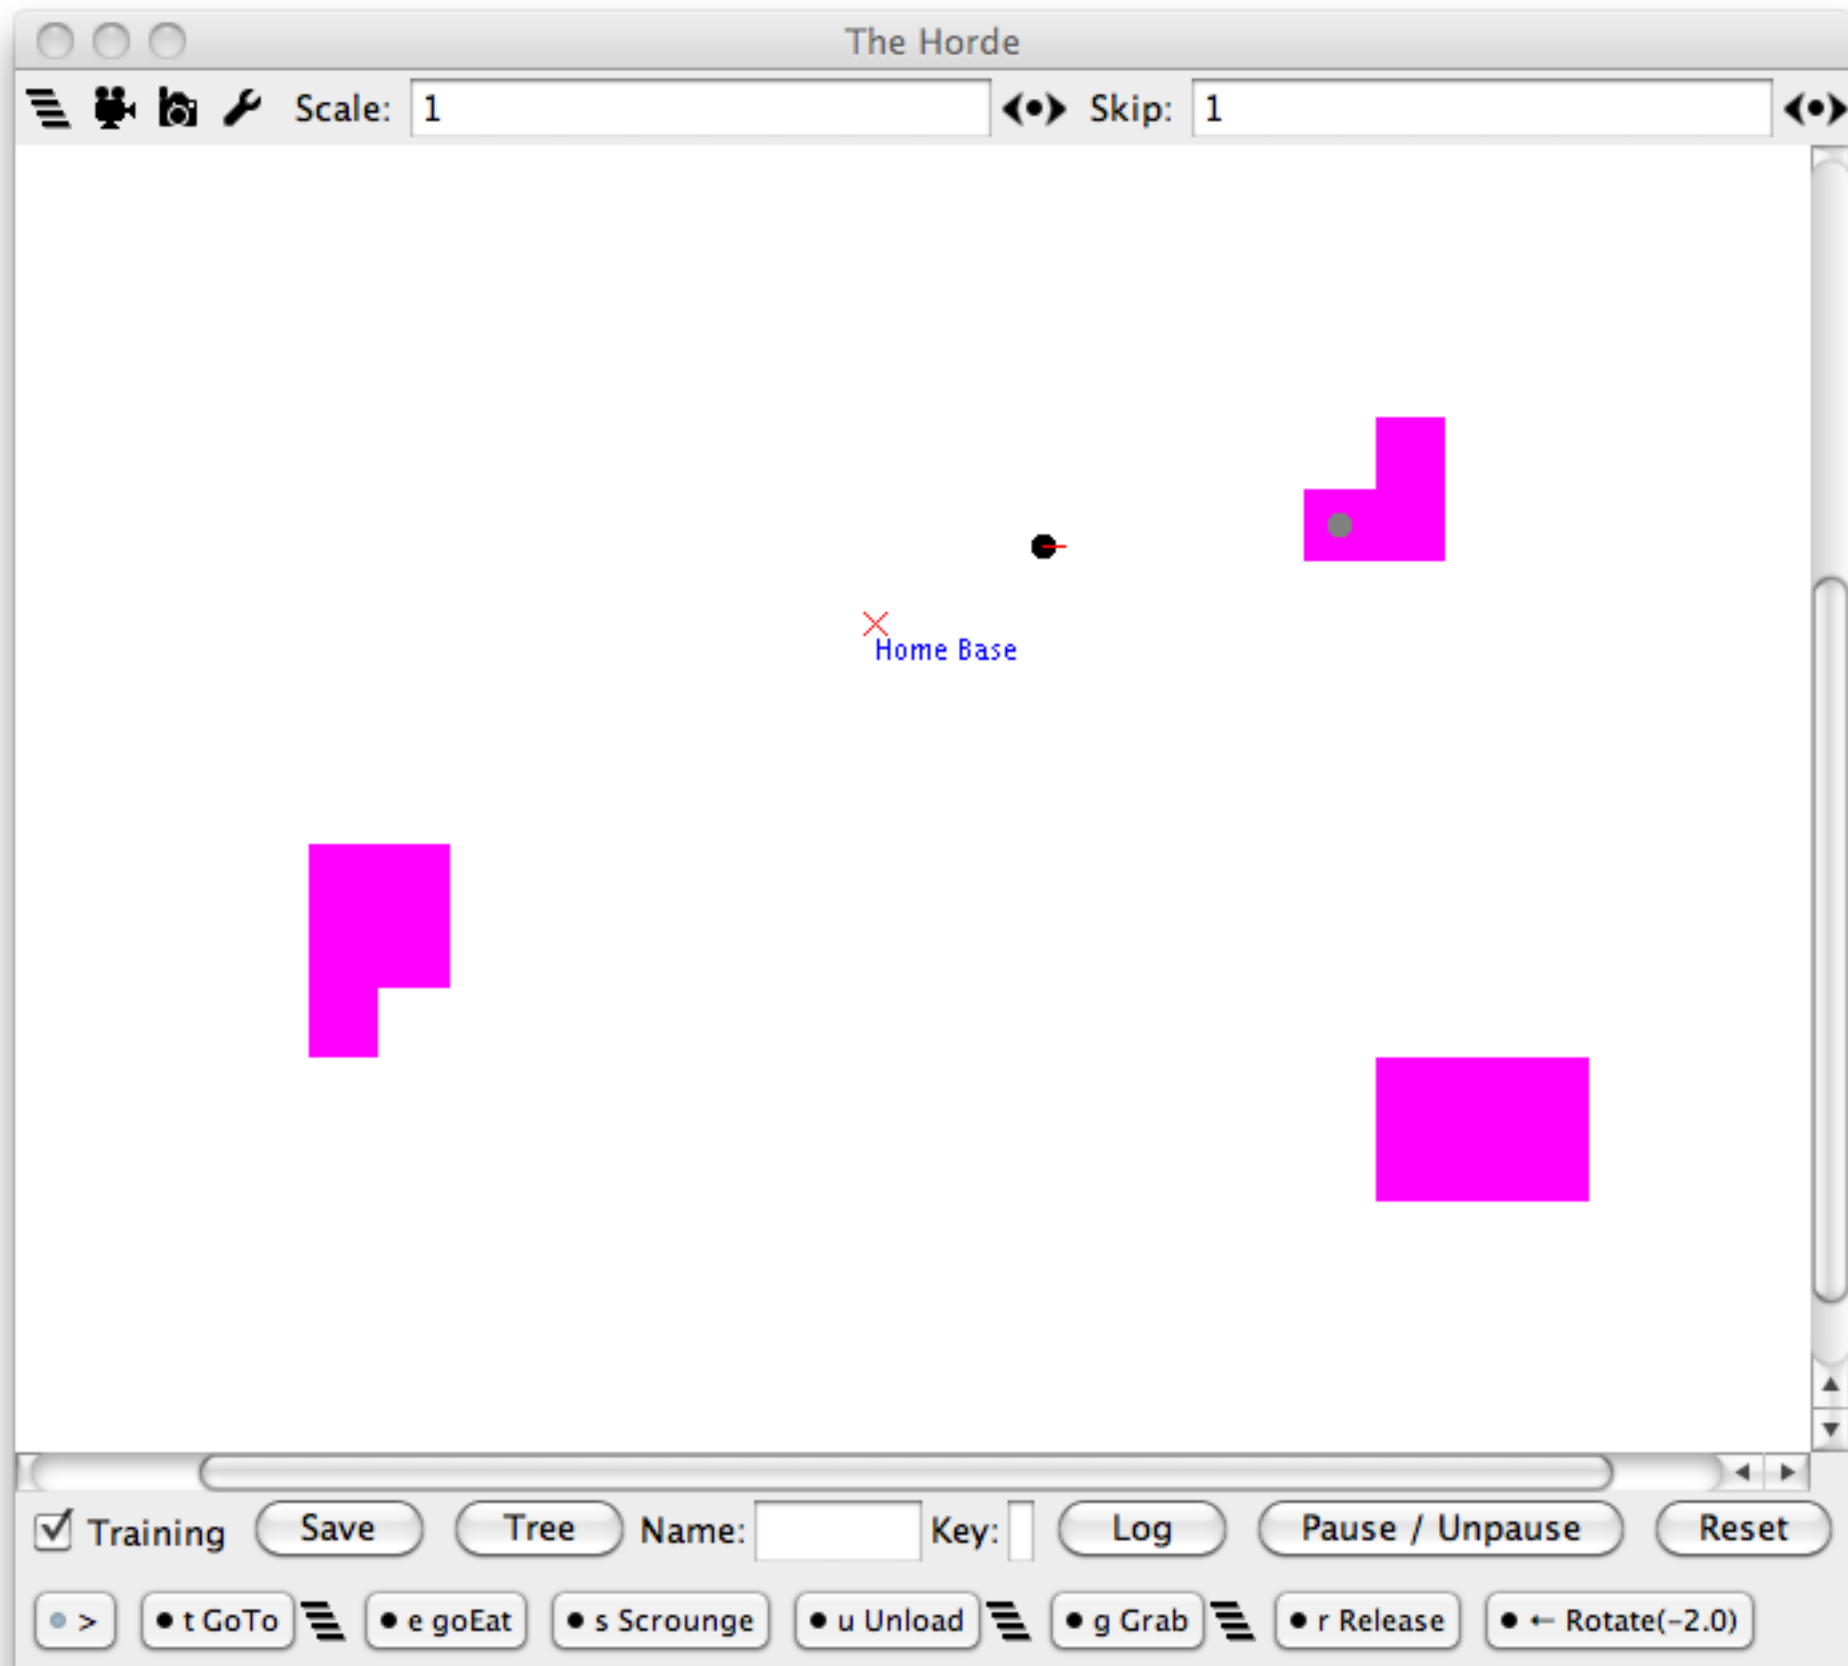 The Horde
Scale: 1 Skip: 1
Home Base
Training Save Tree Name: Key: Log Pause / Unpause Reset
> t GoTo e goEat s Scrounge u Unload g Grab r Release ← Rotate(-2.0)